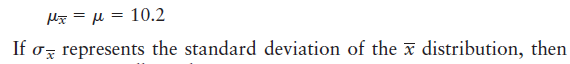 μx̅ = μ = 10.2
If σx̅ represents the standard deviation of the x̅ distribution, then